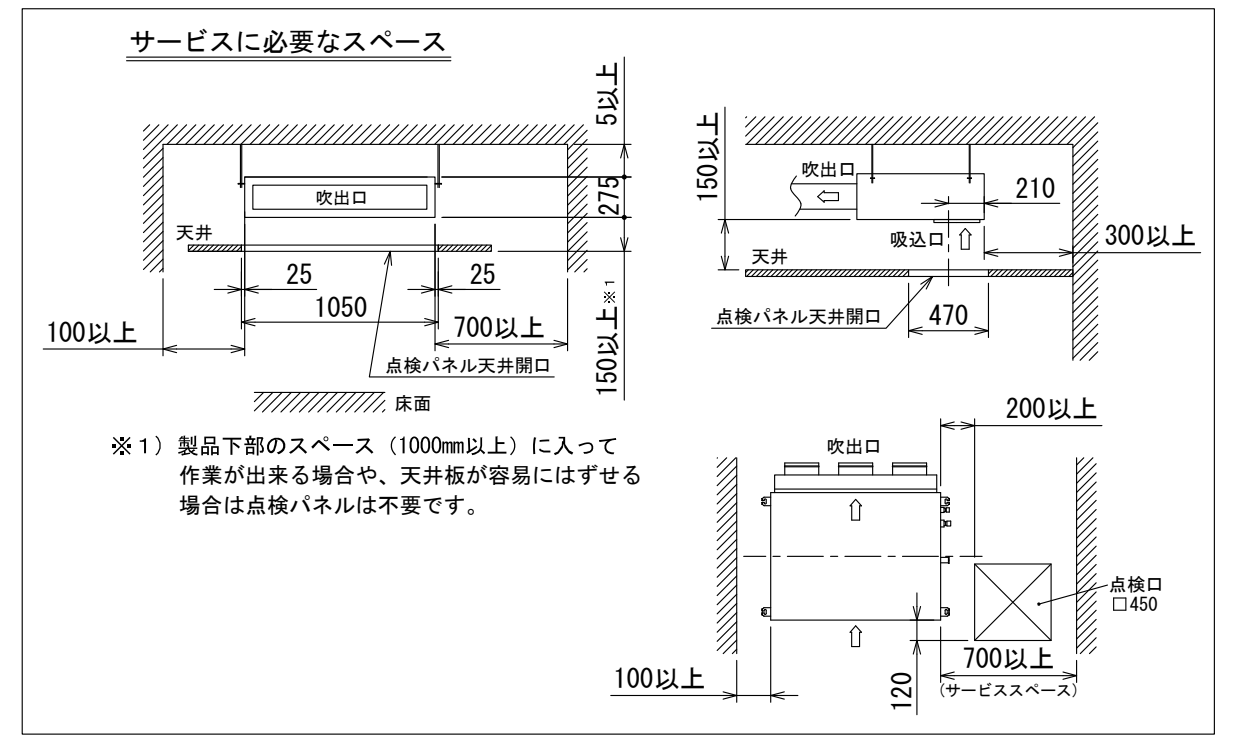 サービスに必要なスペース
5以上
吹出口
275
天井
25
25
1050
100以上
700以上
150以上※1
点検パネル天井開口
床面
※1）製品下部のスペース（1000㎜以上）に入って
作業が出来る場合や、天井板が容易にはずせる
場合は点検パネルは不要です。
150以上
吹出口
210
吸込口
300以上
天井
点検パネル天井開口
470
200以上
吹出口
点検口
□450
700以上
(サービススペース)
100以上
120